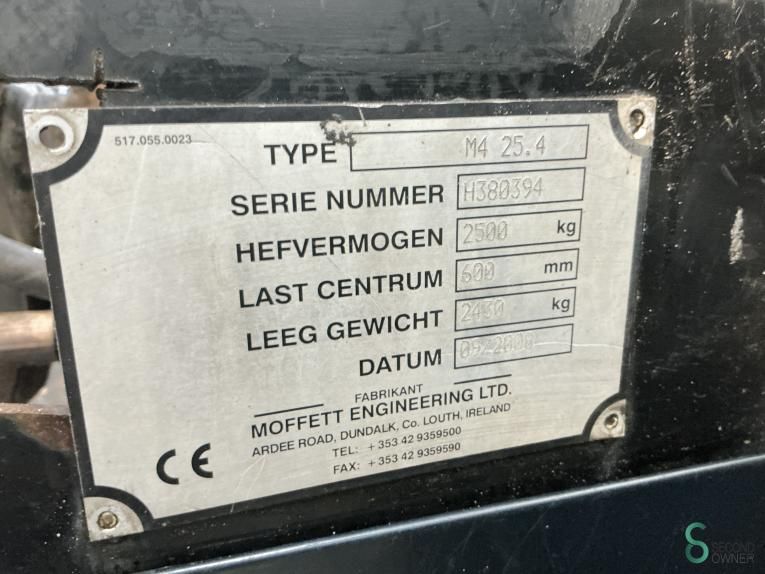 517.055.0023
TYPE M4 25.4
SERIE NUMMER H380394
HEFVERMOGEN 2500 kg
LAST CENTRUM 600 mm
LEEG GEWICHT 2430 kg
DATUM 09/2008
FABRIKANT
MOFFETT ENGINEERING LTD.
ARDEE ROAD, DUNDALK, Co. LOUTH, IRELAND
TEL: +353 42 9359500
FAX: +353 42 9359590
CE
SECOND
OWNER